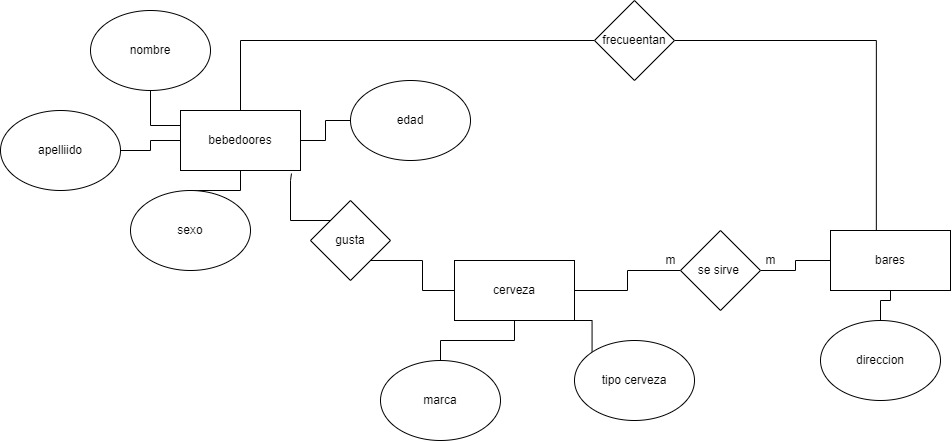 frecueentan
nombre
edad
bebedoores
apelliido
sexo
gusta
se sirve
m
m
bares
cerveza
direccion
tipo cerveza
marca